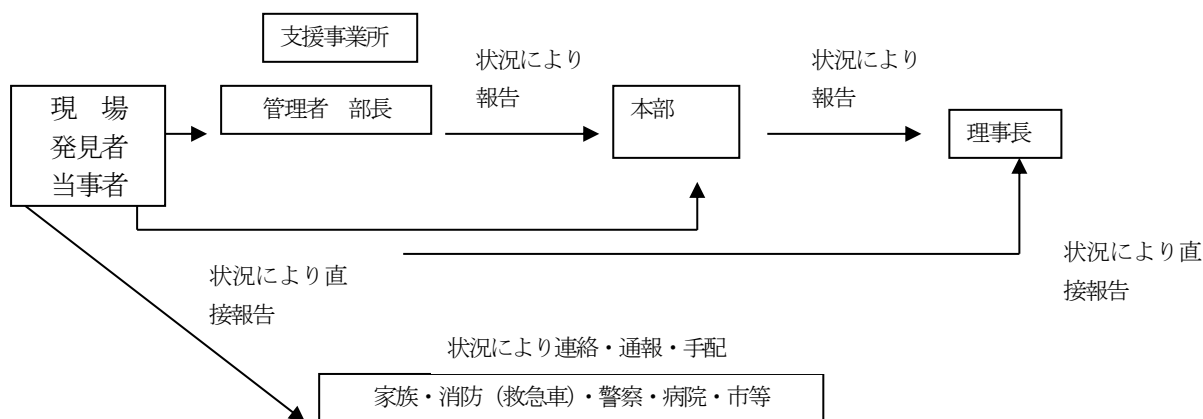 支援事業所
状況により
報告
状況により
報告
現　場
発見者
当事者
管理者　部長
本部
理事長
状況により直
接報告
状況により直
接報告
状況により連絡・通報・手配
家族・消防（救急車）・警察・病院・市等